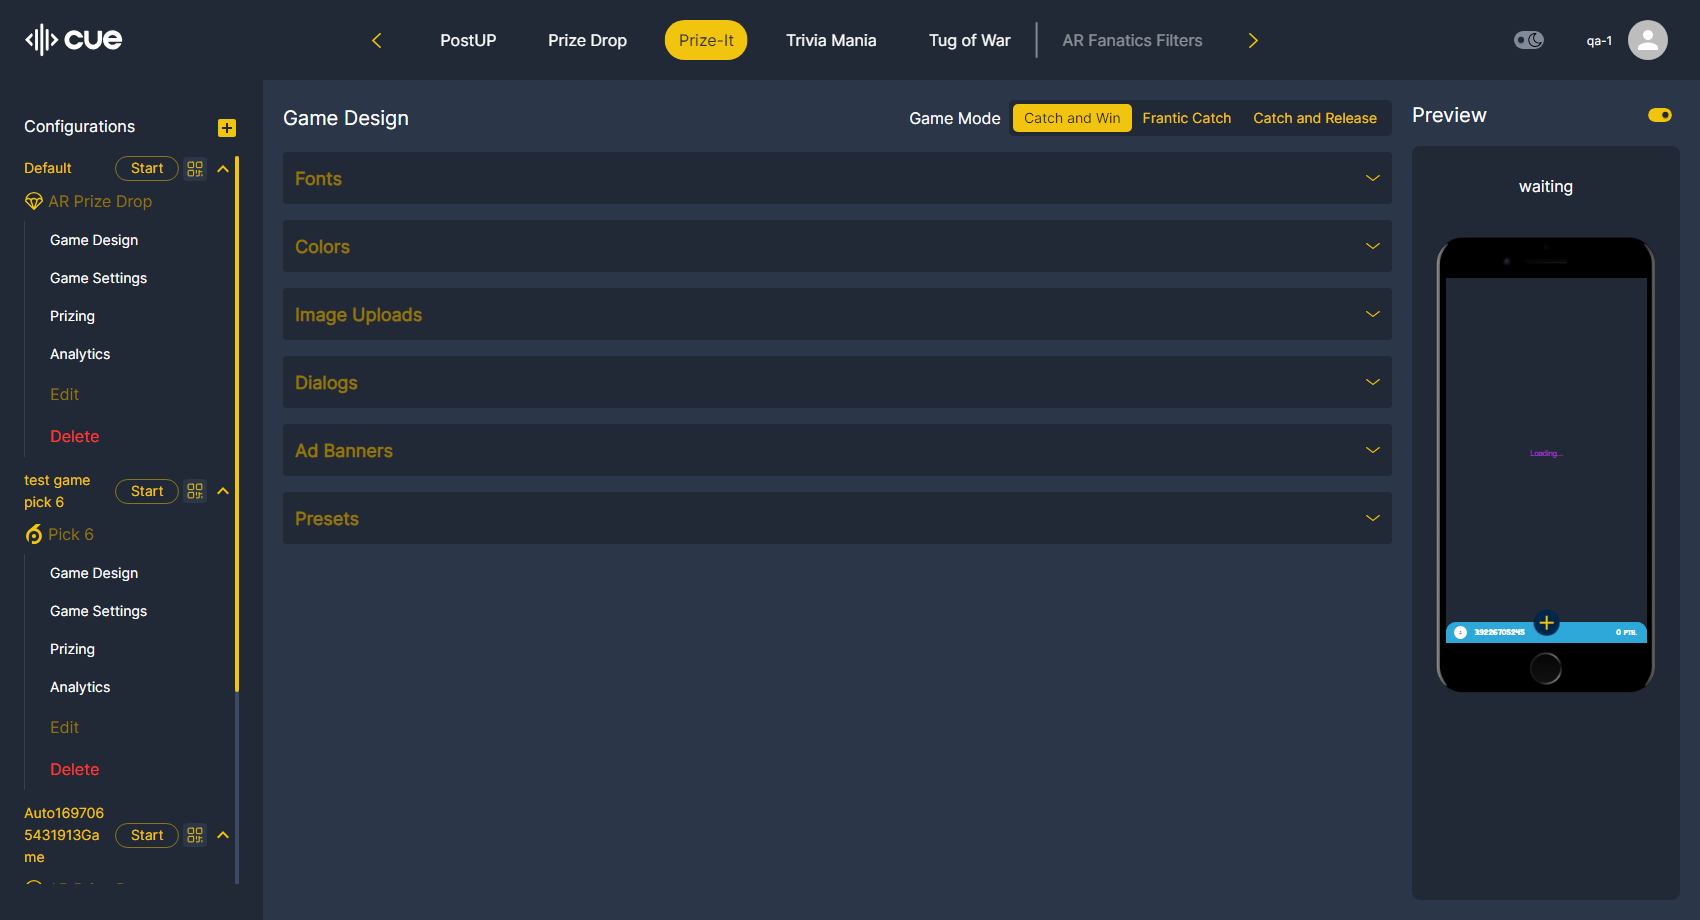 cue
PostUP
Prize Drop
Prize-It
Trivia Mania
Tug of War
AR Fanatics Filters
qa-1
Configurations
Default
Start
AR Prize Drop
Game Design
Game Settings
Prizing
Analytics
Edit
Delete
test game
pick 6
Start
Pick 6
Game Design
Game Settings
Prizing
Analytics
Edit
Delete
Auto169706
5431913Ga
me
Start
Game Design
Game Mode
Catch and Win
Frantic Catch
Catch and Release
Fonts
Colors
Image Uploads
Dialogs
Ad Banners
Presets
Preview
waiting
Loading...
39226705245
0 PTS.